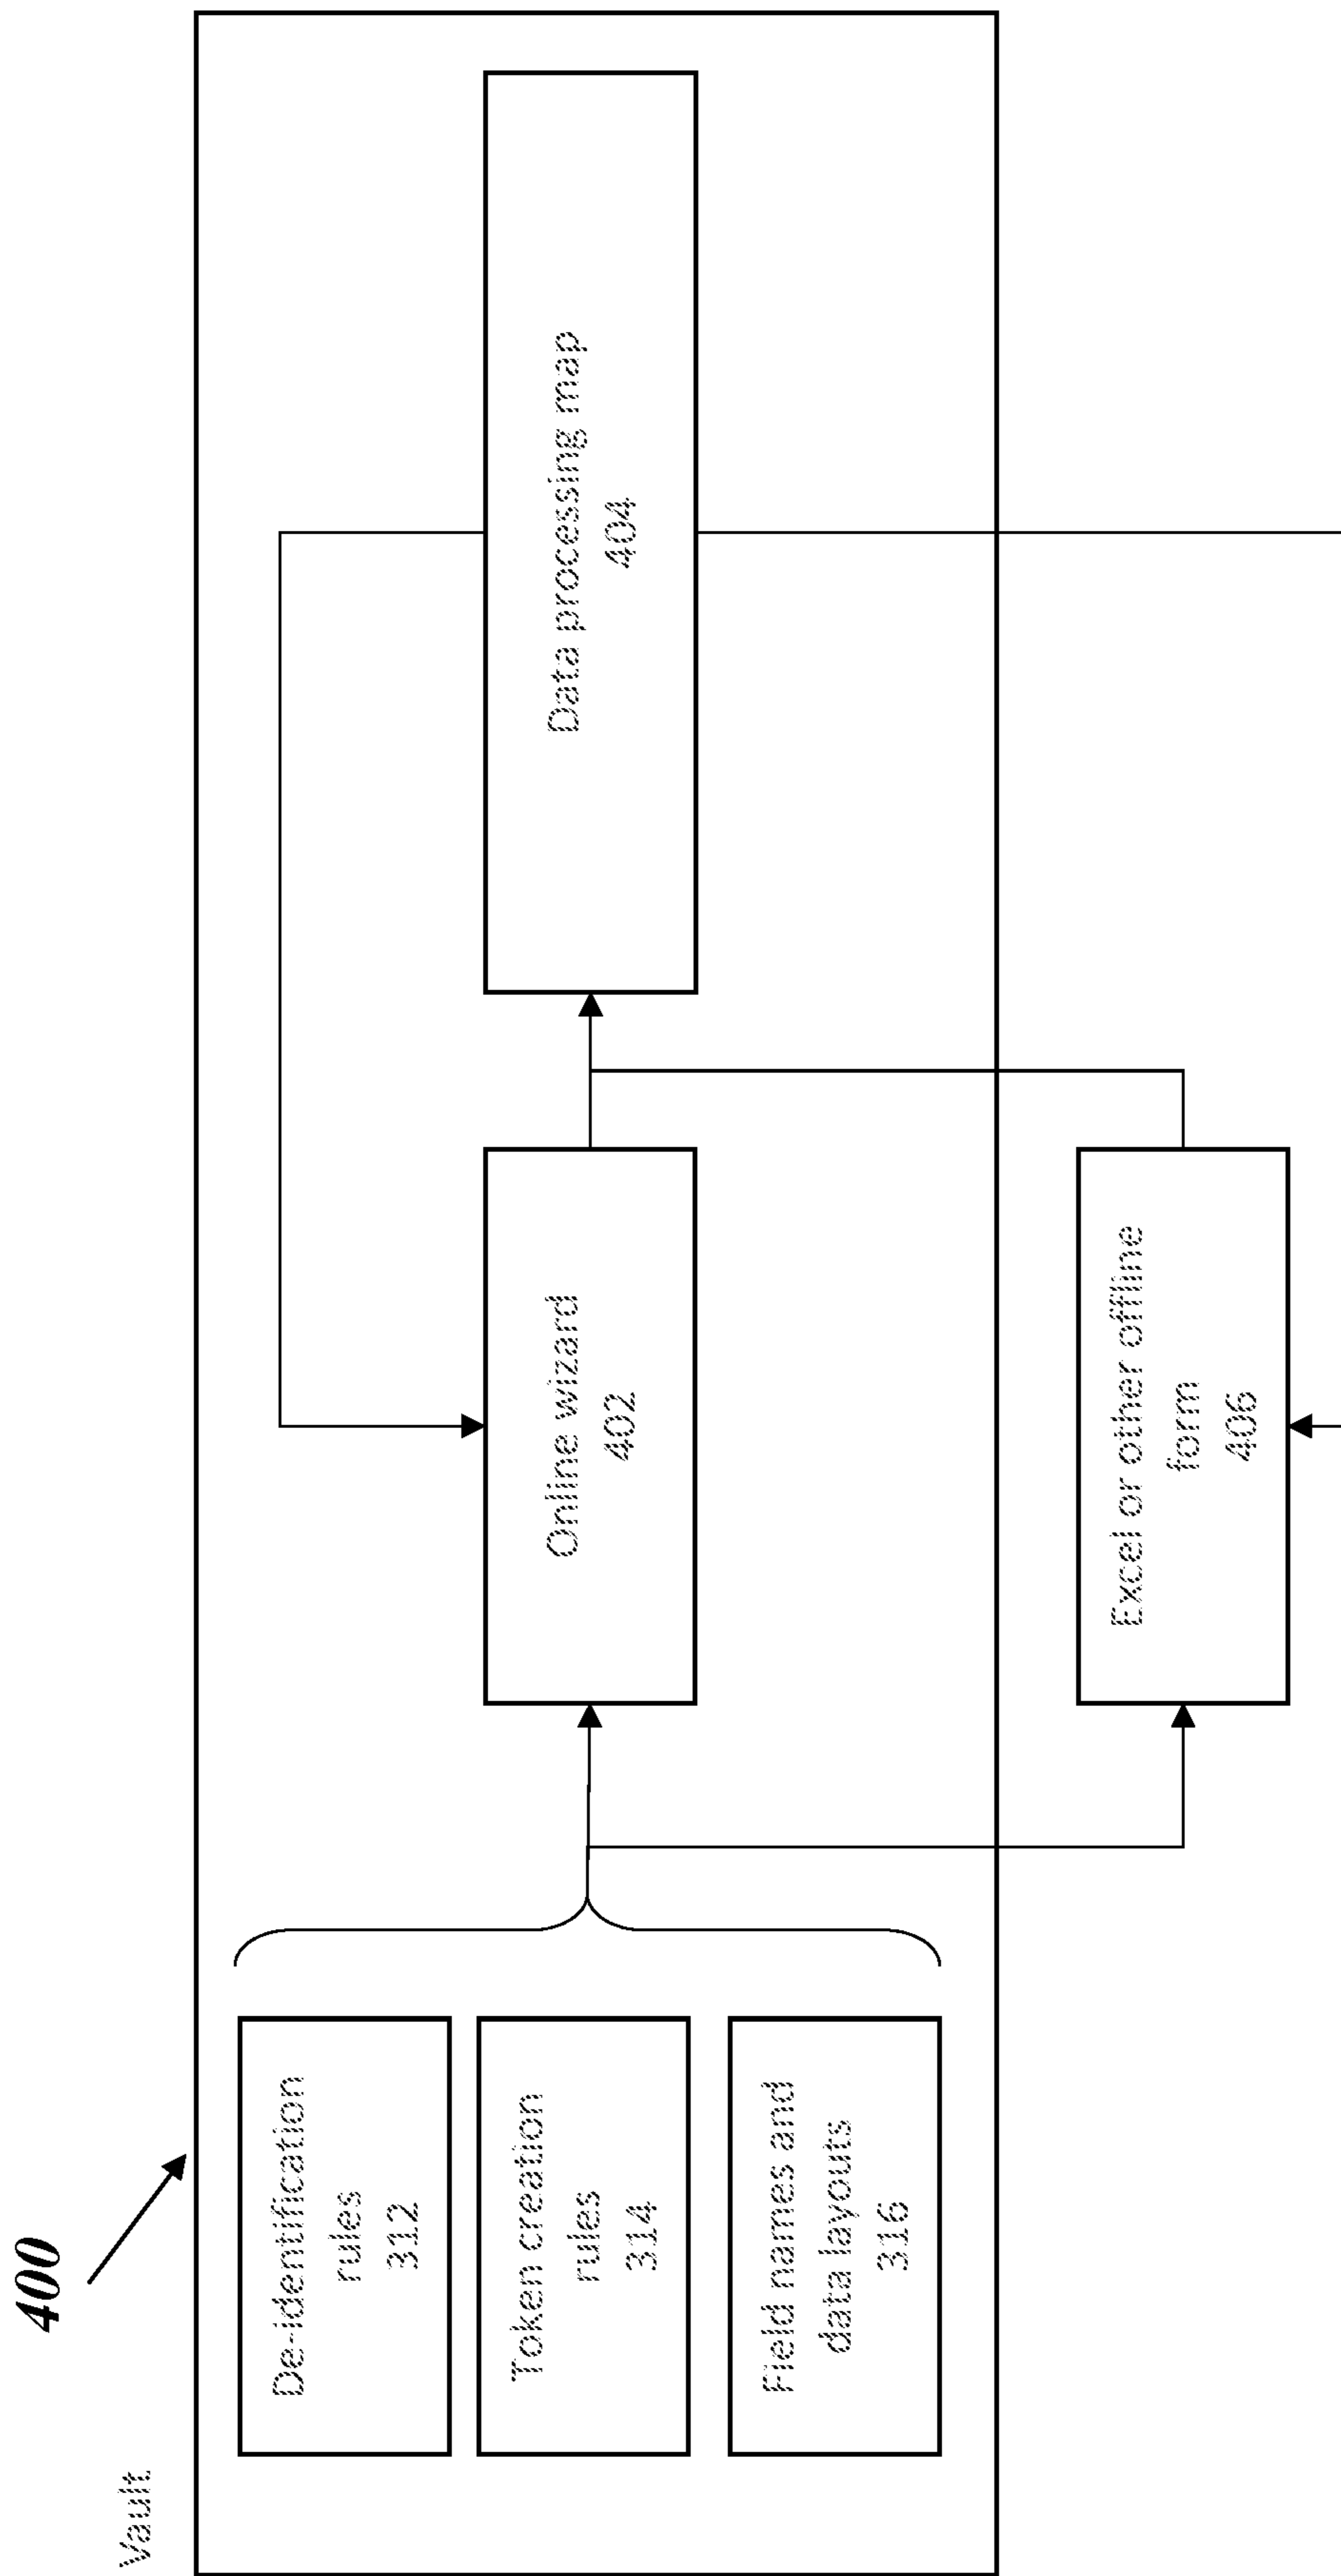 400
Vault
De-identification
rules
312
Token creation
rules
314
Field names and
data layouts
316
Online wizard
402
Data processing map
404
Excel or other offline
form
406